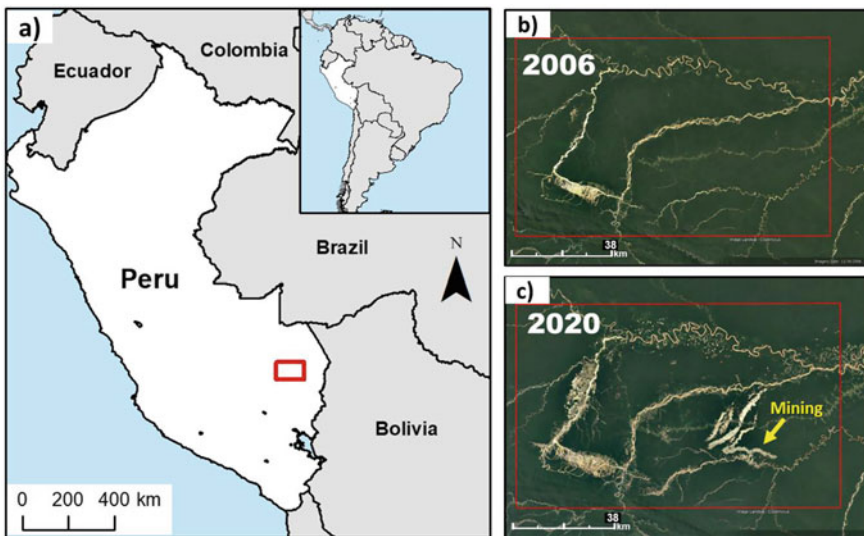 a)
Colombia
Ecuador
Brazil
N
Peru
Bolivia
0 200 400 km
b)
2006
38
km
c)
2020
Mining
38
km